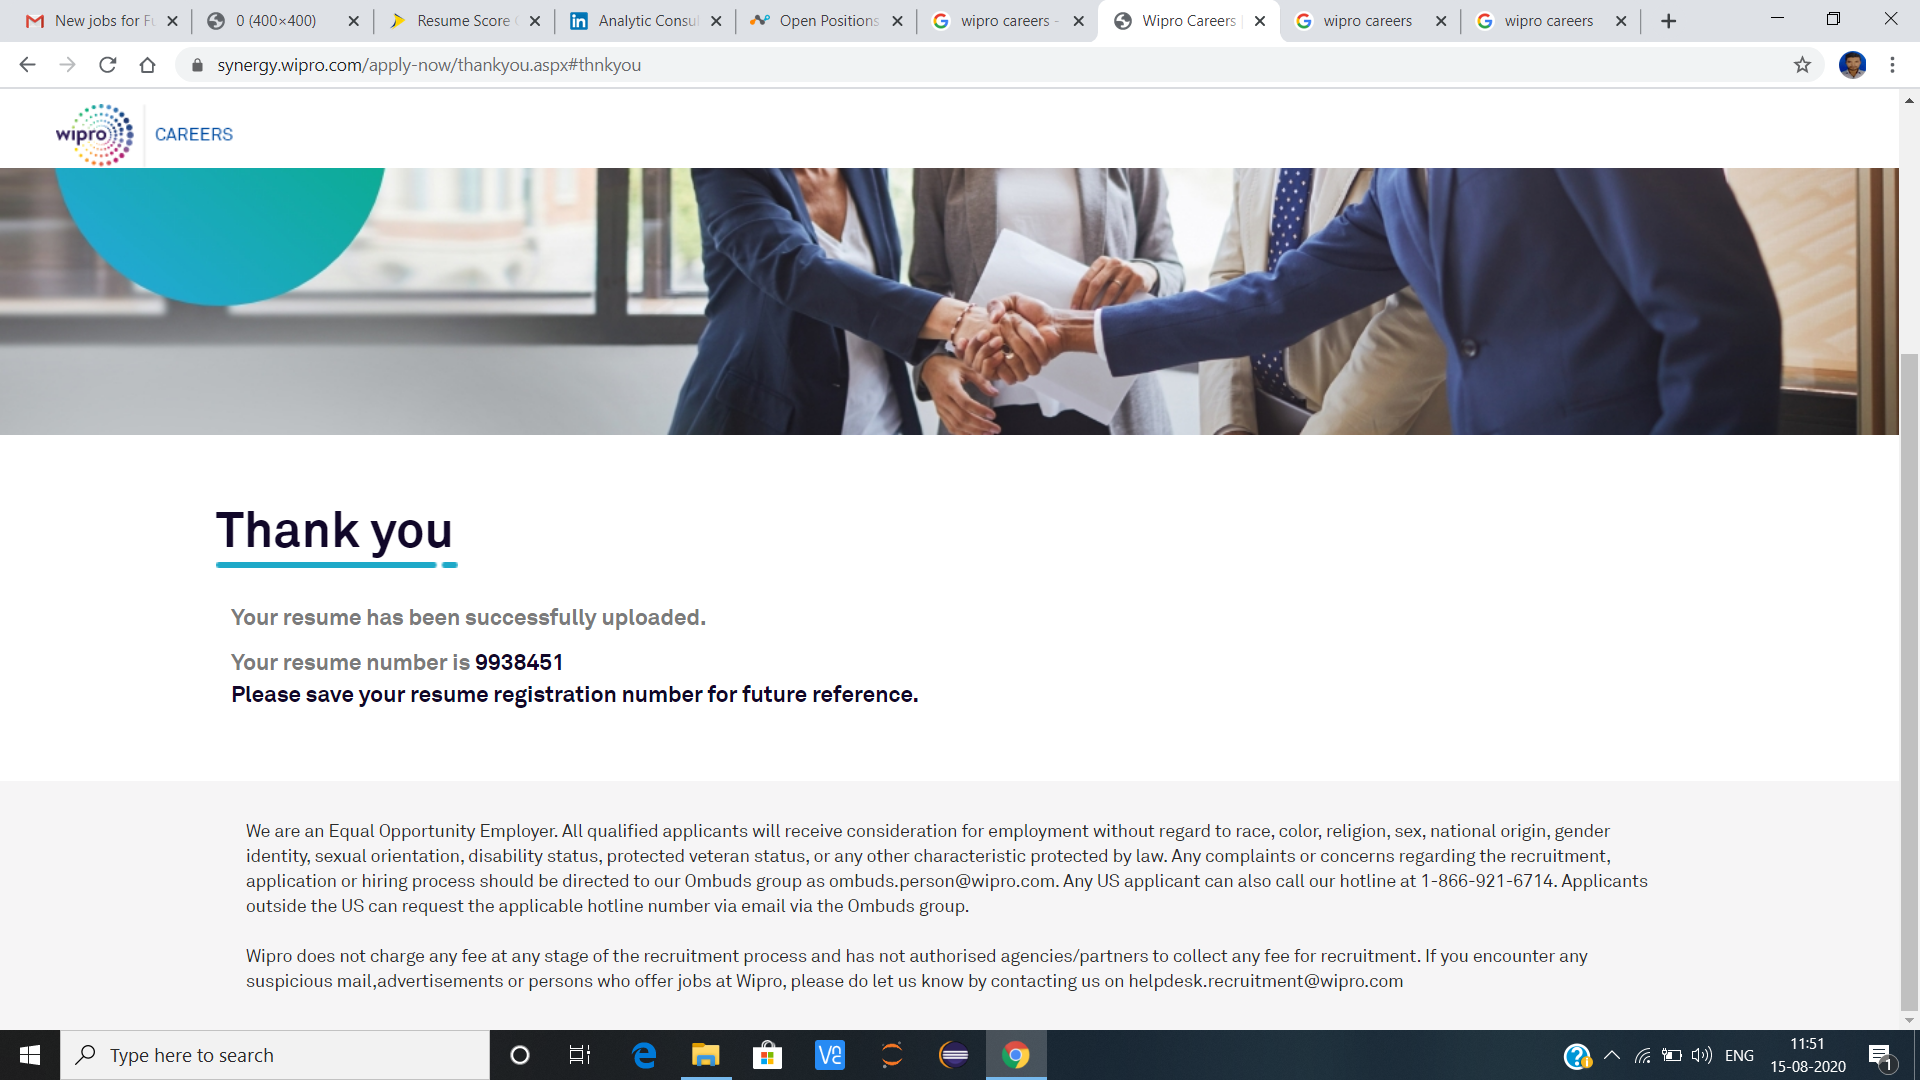 New jobs for Fu
0 (400×400)
Resume Score
Analytic Consul
Open Positions
wipro careers -
Wipro Careers
wipro careers
wipro careers
synergy.wipro.com/apply-now/thankyou.aspx#thnkyou
wipro
CAREERS
Thank you
Your resume has been successfully uploaded.
Your resume number is 9938451
Please save your resume registration number for future reference.
We are an Equal Opportunity Employer. All qualified applicants will receive consideration for employment without regard to race, color, religion, sex, national origin, gender
identity, sexual orientation, disability status, protected veteran status, or any other characteristic protected by law. Any complaints or concerns regarding the recruitment,
application or hiring process should be directed to our Ombuds group as ombuds.person@wipro.com. Any US applicant can also call our hotline at 1-866-921-6714. Applicants
outside the US can request the applicable hotline number via email via the Ombuds group.
Wipro does not charge any fee at any stage of the recruitment process and has not authorised agencies/partners to collect any fee for recruitment. If you encounter any
suspicious mail,advertisements or persons who offer jobs at Wipro, please do let us know by contacting us on helpdesk.recruitment@wipro.com
Type here to search
ENG
11:51
15-08-2020
1